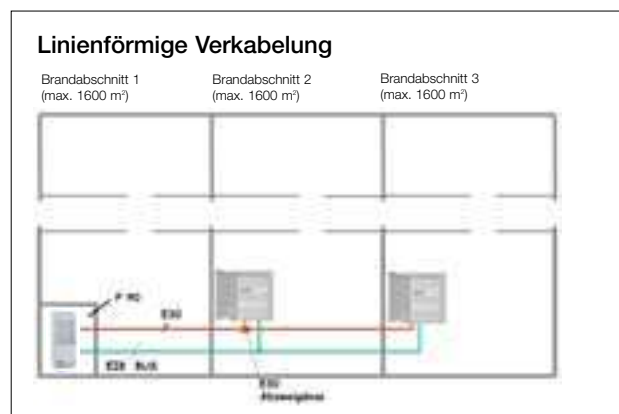 Linienförmige Verkabelung
Brandabschnitt 1
(max. 1600 m²)
Brandabschnitt 2
(max. 1600 m²)
Brandabschnitt 3
(max. 1600 m²)
E30
BUS
E30